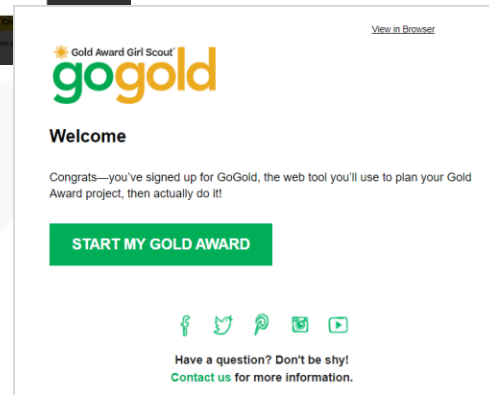 View in Browser
Gold Award Girl Scout
gogold
Welcome
Congrats—you've signed up for GoGold, the web tool you'll use to plan your Gold
Award project, then actually do it!
START MY GOLD AWARD
Have a question? Don't be shy!
Contact us for more information.